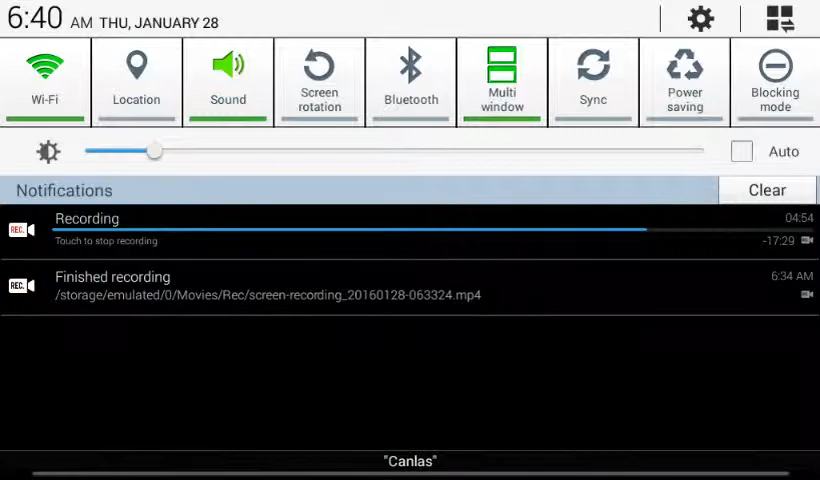 6:40 AM THU, JANUARY 28
Wi-Fi
Location
Sound
Screen
rotation
Bluetooth
Multi
window
Sync
Power
saving
Blocking
mode
Auto
Notifications
Clear
REC.
Recording
04:54
Touch to stop recording
-17:29
REC.
Finished recording
6:34 AM
/storage/emulated/0/Movies/Rec/screen-recording_20160128-063324.mp4
"Canlas"